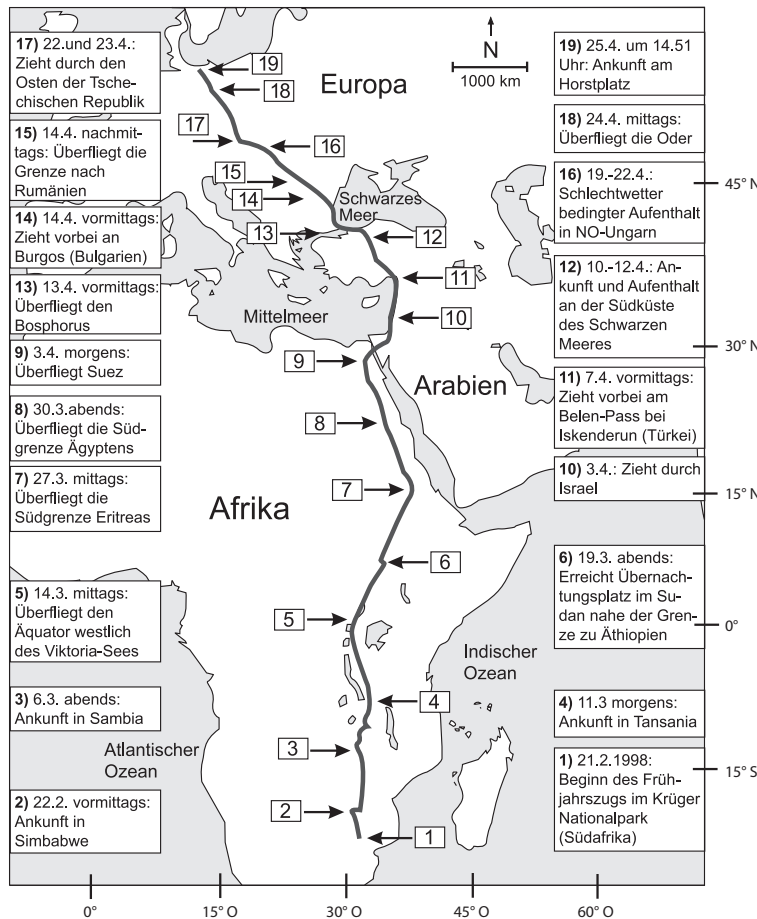 17) 22.und 23.4.:
Zieht durch den
Osten der Tsche-
chischen Republik
15) 14.4. nachmit-
tags: Überfliegt die
Grenze nach
Rumänien
14) 14.4. vormittags:
Zieht vorbei an
Burgos (Bulgarien)
13) 13.4. vormittags:
Überfliegt den
Bosphorus
9) 3.4. morgens:
Überfliegt Suez
8) 30.3.abends:
Überfliegt die Süd-
grenze Ägyptens
7) 27.3. mittags:
Überfliegt die
Südgrenze Eritreas
5) 14.3. mittags:
Überfliegt den
Äquator westlich
des Viktoria-Sees
3) 6.3. abends:
Ankunft in Sambia
2) 22.2. vormittags:
Ankunft in
Simbabwe
N
1000 km
Europa
19
18
17
16
15
14
Schwarzes
Meer
13
12
11
Mittelmeer
10
9
Arabien
8
7
Afrika
6
5
Indischer
Ozean
4
3
Atlantischer
Ozean
2
1
19) 25.4. um 14.51
Uhr: Ankunft am
Horstplatz
18) 24.4. mittags:
Überfliegt die Oder
16) 19.-22.4.:
Schlechtwetter
bedingter Aufenthalt
in NO-Ungarn
12) 10.-12.4.: An-
kunft und Aufenthalt
an der Südküste
des Schwarzen
Meeres
11) 7.4. vormittags:
Zieht vorbei am
Belen-Pass bei
Iskenderun (Türkei)
10) 3.4.: Zieht durch
Israel
6) 19.3. abends:
Erreicht Übernach-
tungsplatz im Su-
dan nahe der Gren-
ze zu Äthiopien
4) 11.3 morgens:
Ankunft in Tansania
1) 21.2.1998:
Beginn des Früh-
jahrszugs im Krüger
Nationalpark
(Südafrika)
45° N
30° N
15° N
0°
15° S
0°
15° O
30° O
45° O
60° O